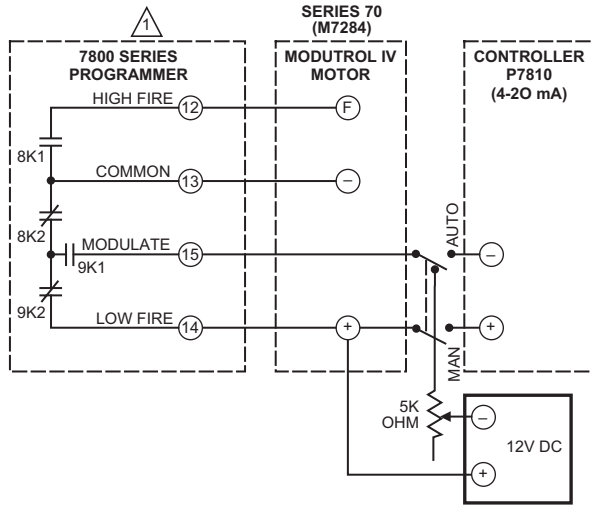 1
SERIES 70
(M7284)
7800 SERIES
PROGRAMMER
MODUTROL IV
MOTOR
CONTROLLER
P7810
(4-2O mA)
HIGH FIRE 12 F
8K1
COMMON 13 –
8K2
MODULATE 15 AUTO –
9K1
9K2
LOW FIRE 14 + MAN +
5K
OHM
–
12V DC
+